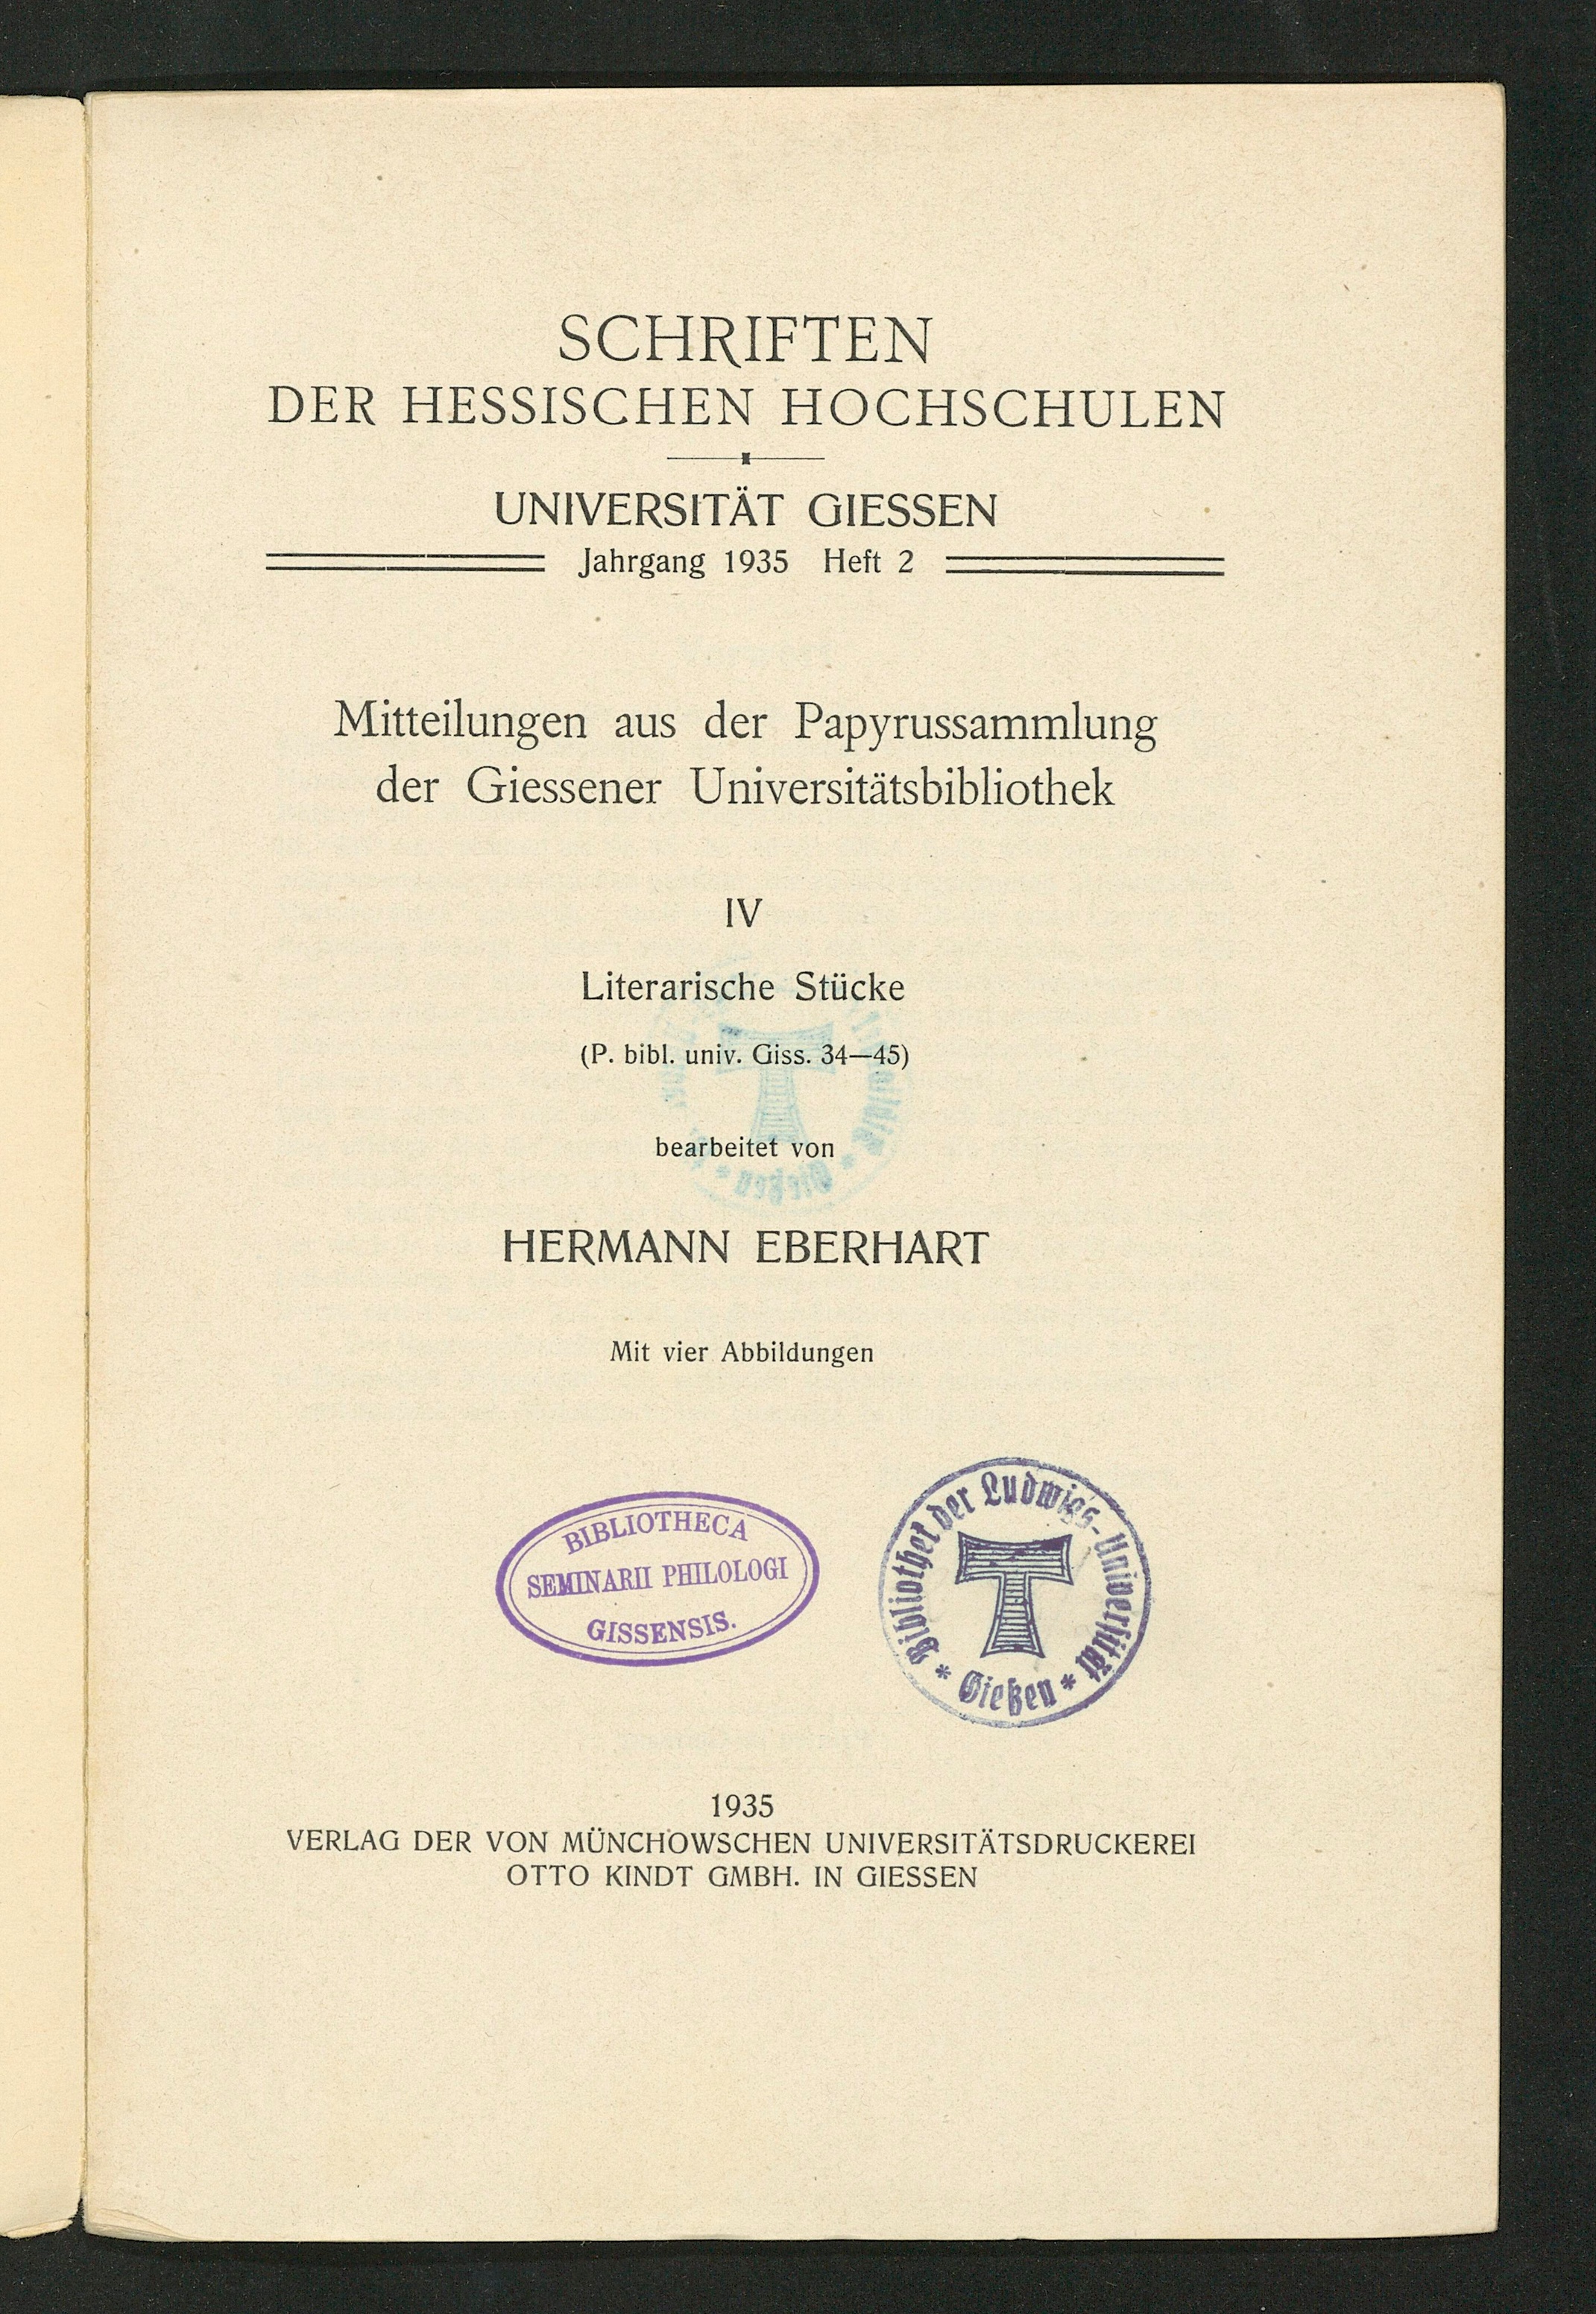 SCHRIFTEN
DER HESSISCHEN HOCHSCHULEN
UNIVERSITÄT GIESSEN
Jahrgang 1935 Heft 2
Mitteilungen aus der Papyrussammlung
der Giessener Universitätsbibliothek
IV
Literarische Stücke
(P. bibl. univ. Giss. 34—45)
bearbeitet von
HERMANN EBERHART
Mit vier Abbildungen
BIBLIOTHECA
SEMINARII PHILOLOGI
GISSENSIS.
Bibliothek der Ludwigs-Universität
* Gießen *
1935
VERLAG DER VON MÜNCHOWSCHEN UNIVERSITÄTSDRUCKEREI
OTTO KINDT GMBH. IN GIESSEN